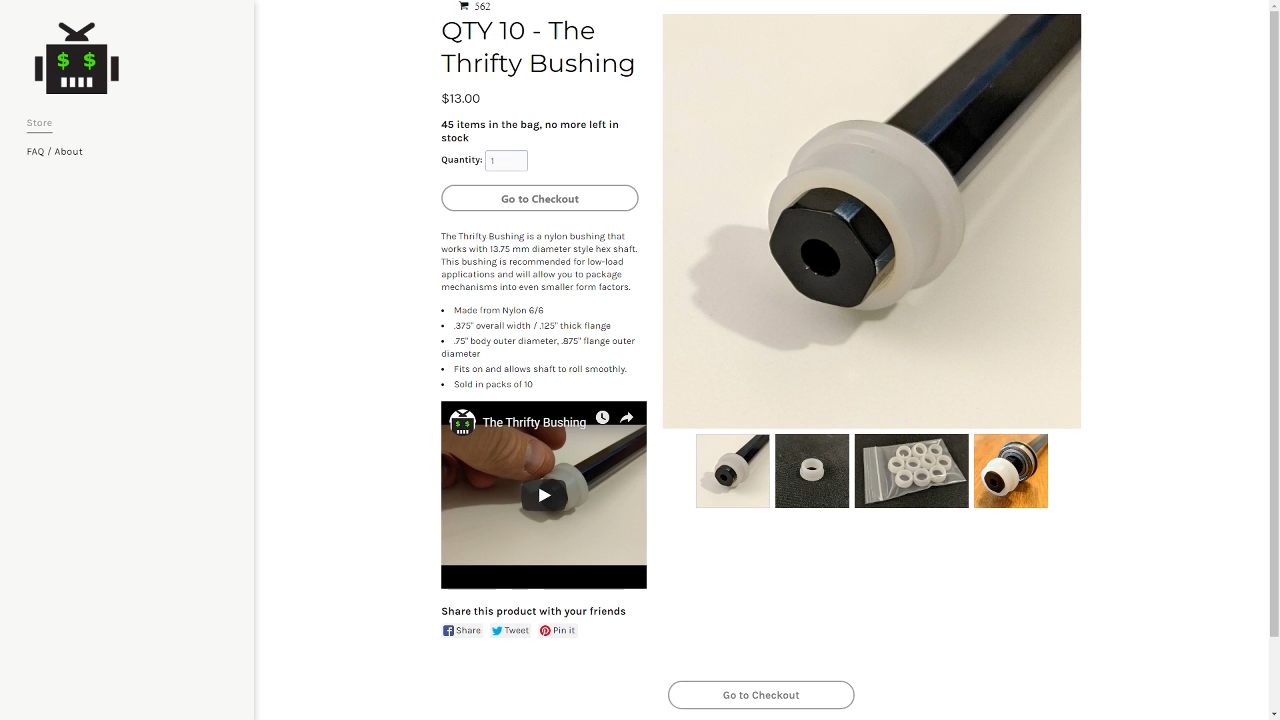 562
$ $
Store
FAQ / About
QTY 10 - The
Thrifty Bushing
$13.00
45 items in the bag, no more left in
stock
Quantity: 1
Go to Checkout
The Thrifty Bushing is a nylon bushing that
works with 13.75 mm diameter style hex shaft.
This bushing is recommended for low-load
applications and will allow you to package
mechanisms into even smaller form factors.
• Made from Nylon 6/6
• .375" overall width / .125" thick flange
• .75" body outer diameter, .875" flange outer
diameter
• Fits on and allows shaft to roll smoothly.
• Sold in packs of 10
$ $ The Thrifty Bushing
Share this product with your friends
Share Tweet Pin it
Go to Checkout